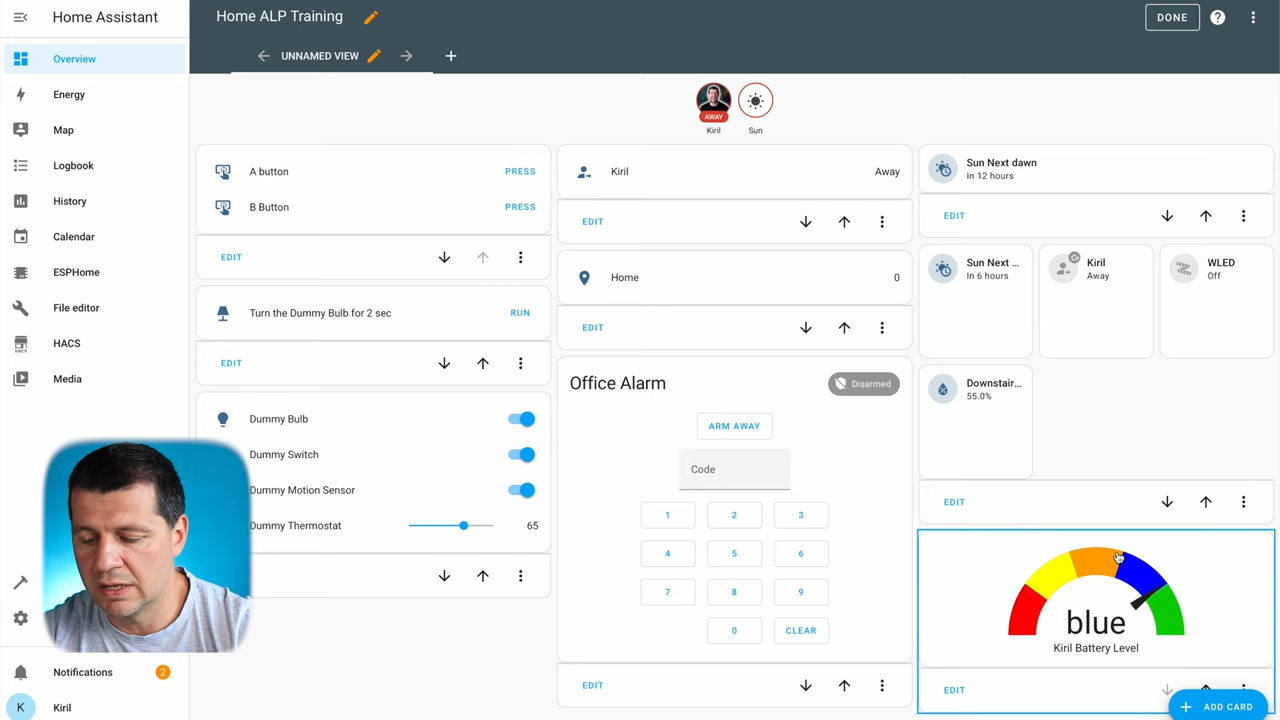 Home Assistant
Overview
Energy
Map
Logbook
History
Calendar
ESPHome
File editor
HACS
HACS
Media
Notifications 2
K Kiril
Home ALP Training
DONE
UNNAMED VIEW
AWAY
Kiril
Sun
A button PRESS
B Button PRESS
EDIT
Turn the Dummy Bulb for 2 sec RUN
EDIT
Dummy Bulb
Dummy Switch
Dummy Motion Sensor
Dummy Thermostat 65
Kiril Away
EDIT
Home 0
EDIT
Office Alarm Disarmed
ARM AWAY
Code
1 2 3
4 5 6
7 8 9
0 CLEAR
EDIT
Sun Next dawn
In 12 hours
EDIT
Sun Next ...
In 6 hours
Kiril
Away
WLED
Off
Downstair...
55.0%
EDIT
blue
Kiril Battery Level
EDIT
+ ADD CARD